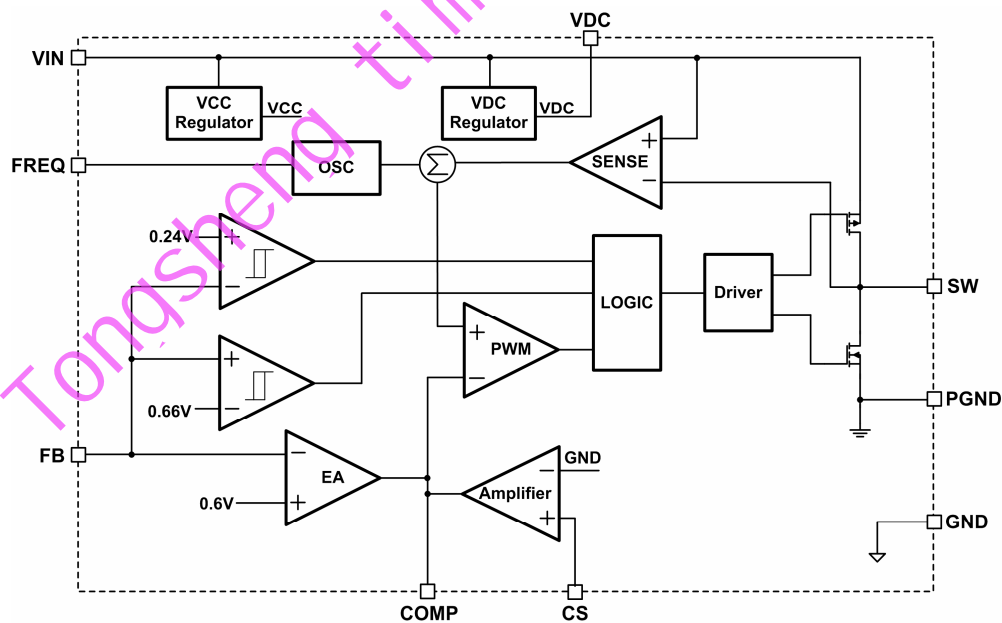 VDC
VIN
VCC
Regulator
VCC
VDC
Regulator
VDC
FREQ
OSC
Σ
SENSE
+
−
0.24V
+
−
LOGIC
Driver
SW
+
−
PWM
+
−
0.66V
PGND
FB
−
EA
+
0.6V
GND
−
Amplifier
+
GND
COMP
CS
Tongsheng tim